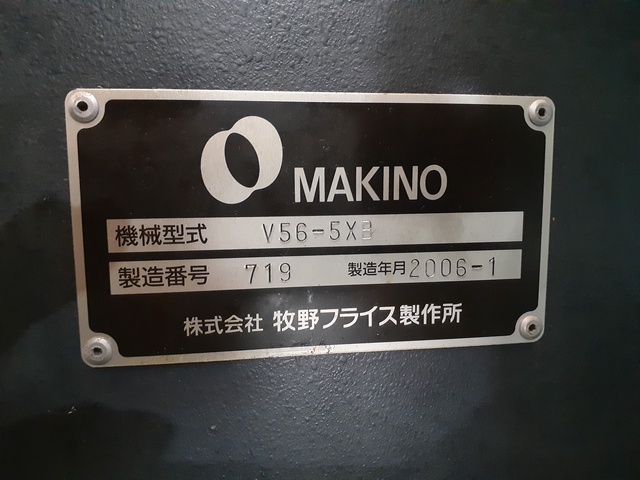 MAKINO
機械型式 V56-5XB
製造番号 719 製造年月 2006-1
株式会社 牧野フライス製作所